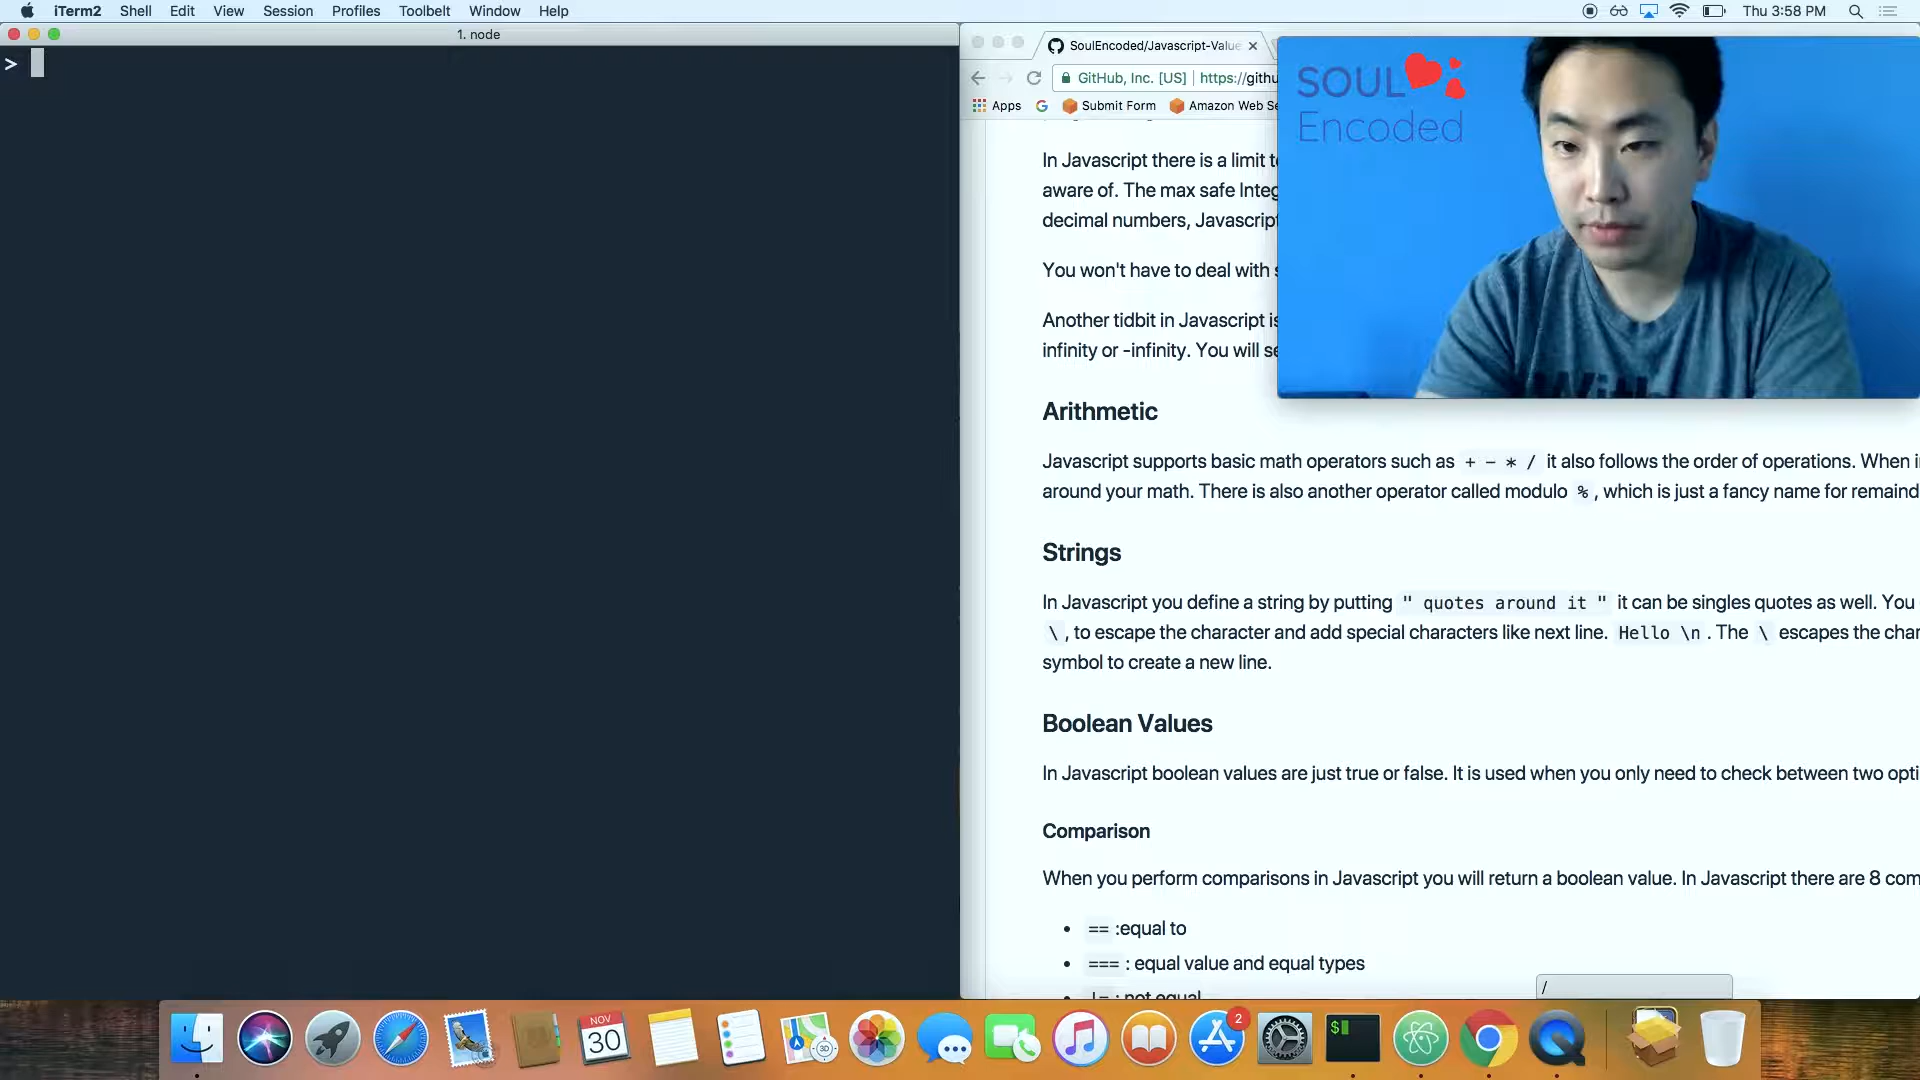 iTerm2 Shell Edit View Session Profiles Toolbelt Window Help Thu 3:58 PM
1. node
>
SoulEncoded/Javascript-Value
GitHub, Inc. [US] https://githu
Apps G Submit Form Amazon Web Se
SOUL
Encoded
In Javascript there is a limit t
aware of. The max safe Integ
decimal numbers, Javascript
You won't have to deal with s
Another tidbit in Javascript is
infinity or -infinity. You will se
Arithmetic
Javascript supports basic math operators such as + - * / it also follows the order of operations. When i
around your math. There is also another operator called modulo % , which is just a fancy name for remaind
Strings
In Javascript you define a string by putting " quotes around it " it can be singles quotes as well. You
\ , to escape the character and add special characters like next line. Hello \n . The \ escapes the char
symbol to create a new line.
Boolean Values
In Javascript boolean values are just true or false. It is used when you only need to check between two opti
Comparison
When you perform comparisons in Javascript you will return a boolean value. In Javascript there are 8 com
• == :equal to
• === : equal value and equal types
• != : not equal
/
NOV
30
30
2
$